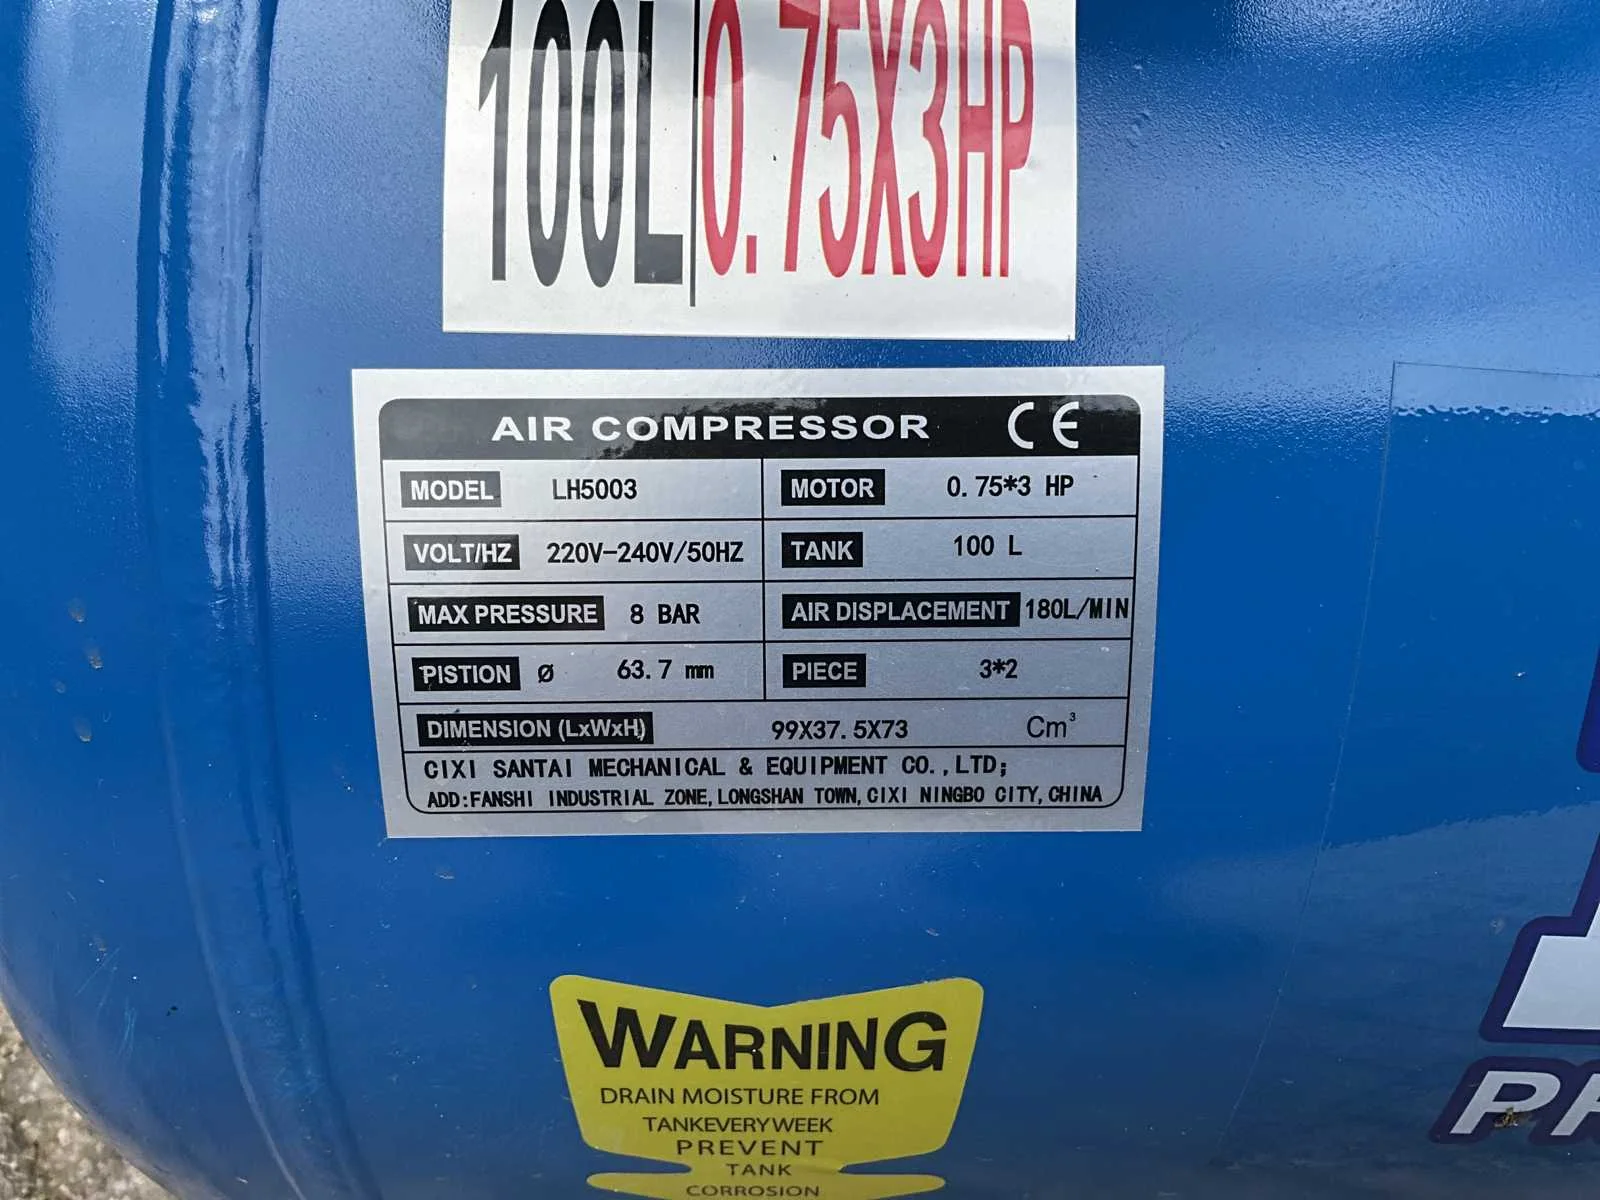 100L 0.75X3HP
AIR COMPRESSOR CE
MODEL LH5003 MOTOR 0.75*3 HP
VOLT/HZ 220V-240V/50HZ TANK 100 L
MAX PRESSURE 8 BAR AIR DISPLACEMENT 180L/MIN
PISTION Ø 63.7 mm PIECE 3*2
DIMENSION (LxWxH) 99X37.5X73 Cm³
CIXI SANTAI MECHANICAL & EQUIPMENT CO.,LTD;
ADD:FANSHI INDUSTRIAL ZONE,LONGSHAN TOWN,CIXI NINGBO CITY,CHINA
WARNING
DRAIN MOISTURE FROM
TANKEVERYWEEK
PREVENT
TANK
CORROSION